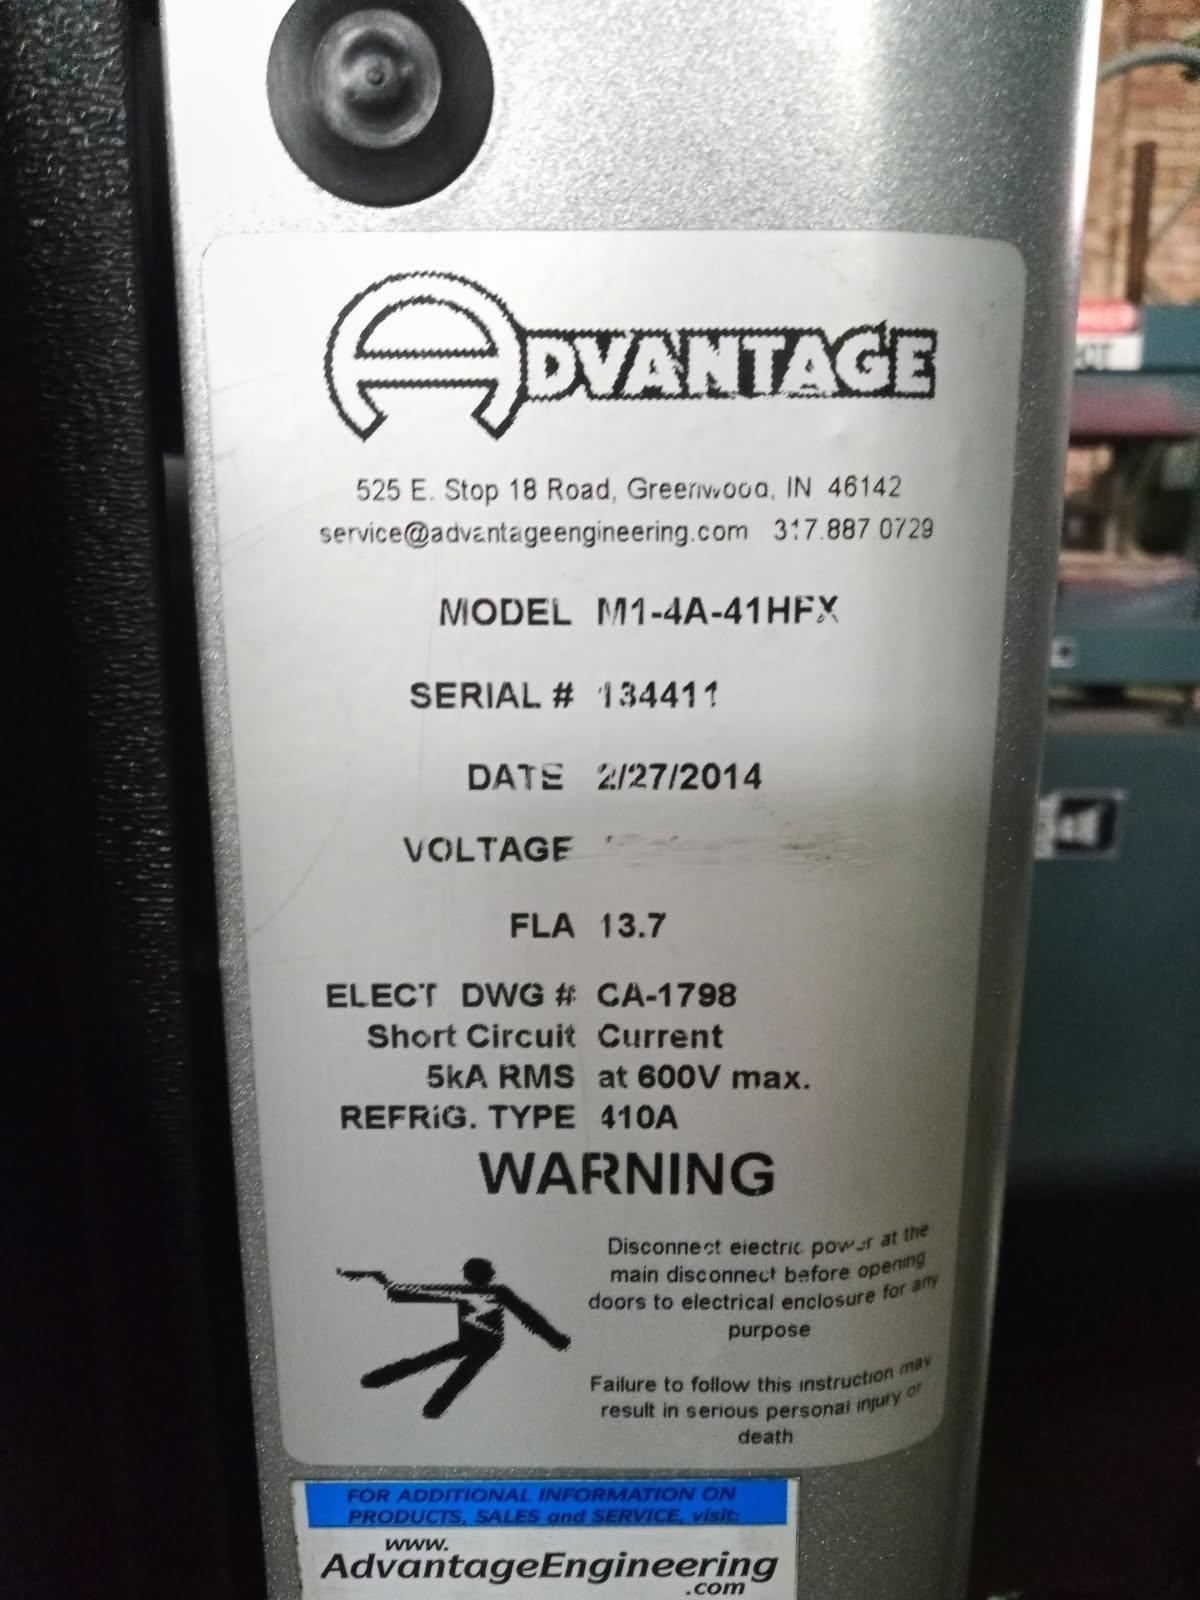 ADVANTAGE
525 E. Stop 18 Road, Greenwood, IN 46142
service@advantageengineering.com 317.887.0729
MODEL M1-4A-41HFX
SERIAL # 134411
DATE 2/27/2014
VOLTAGE
FLA 13.7
ELECT DWG # CA-1798
Short Circuit Current
5kA RMS at 600V max.
REFRIG. TYPE 410A
WARNING
Disconnect electric power at the
main disconnect before opening
doors to electrical enclosure for any
purpose
Failure to follow this instruction may
result in serious personal injury or
death
FOR ADDITIONAL INFORMATION ON
PRODUCTS, SALES and SERVICE, visit:
www.
AdvantageEngineering
.com